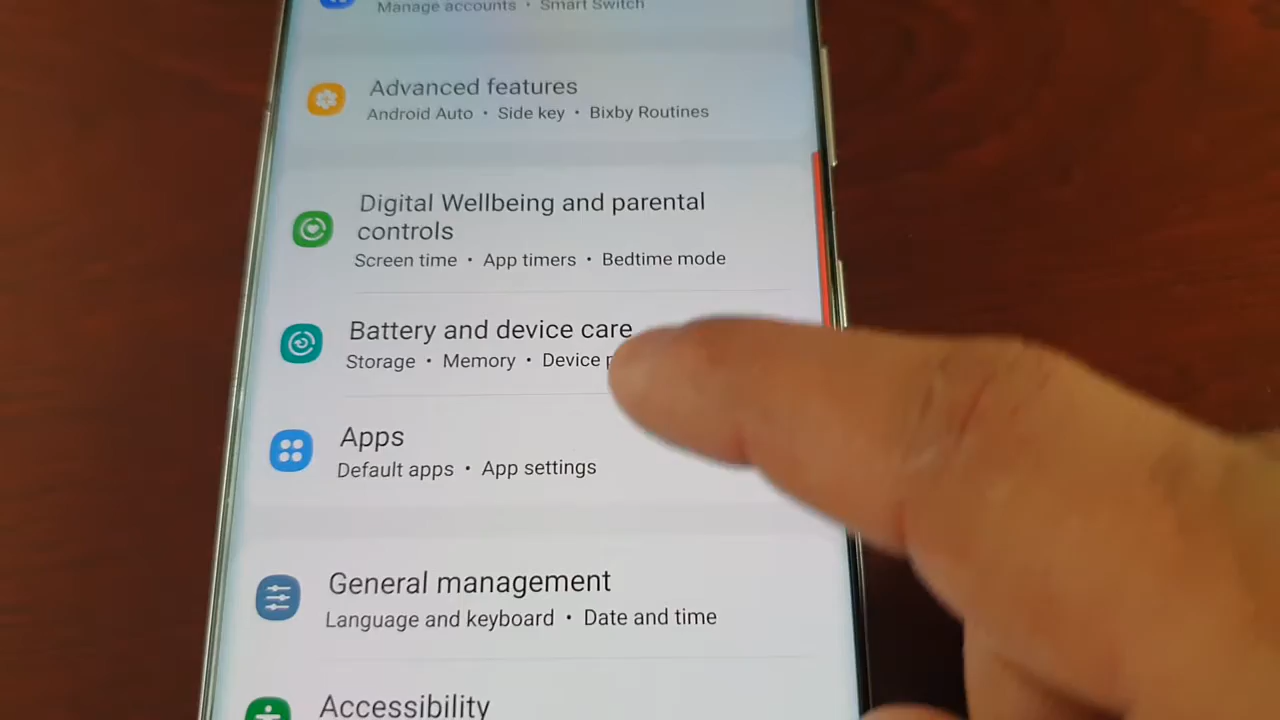 Manage accounts • Smart Switch
Advanced features
Android Auto • Side key • Bixby Routines
Digital Wellbeing and parental
controls
Screen time • App timers • Bedtime mode
Battery and device care
Storage • Memory • Device
Apps
Default apps • App settings
General management
Language and keyboard • Date and time
Accessibility